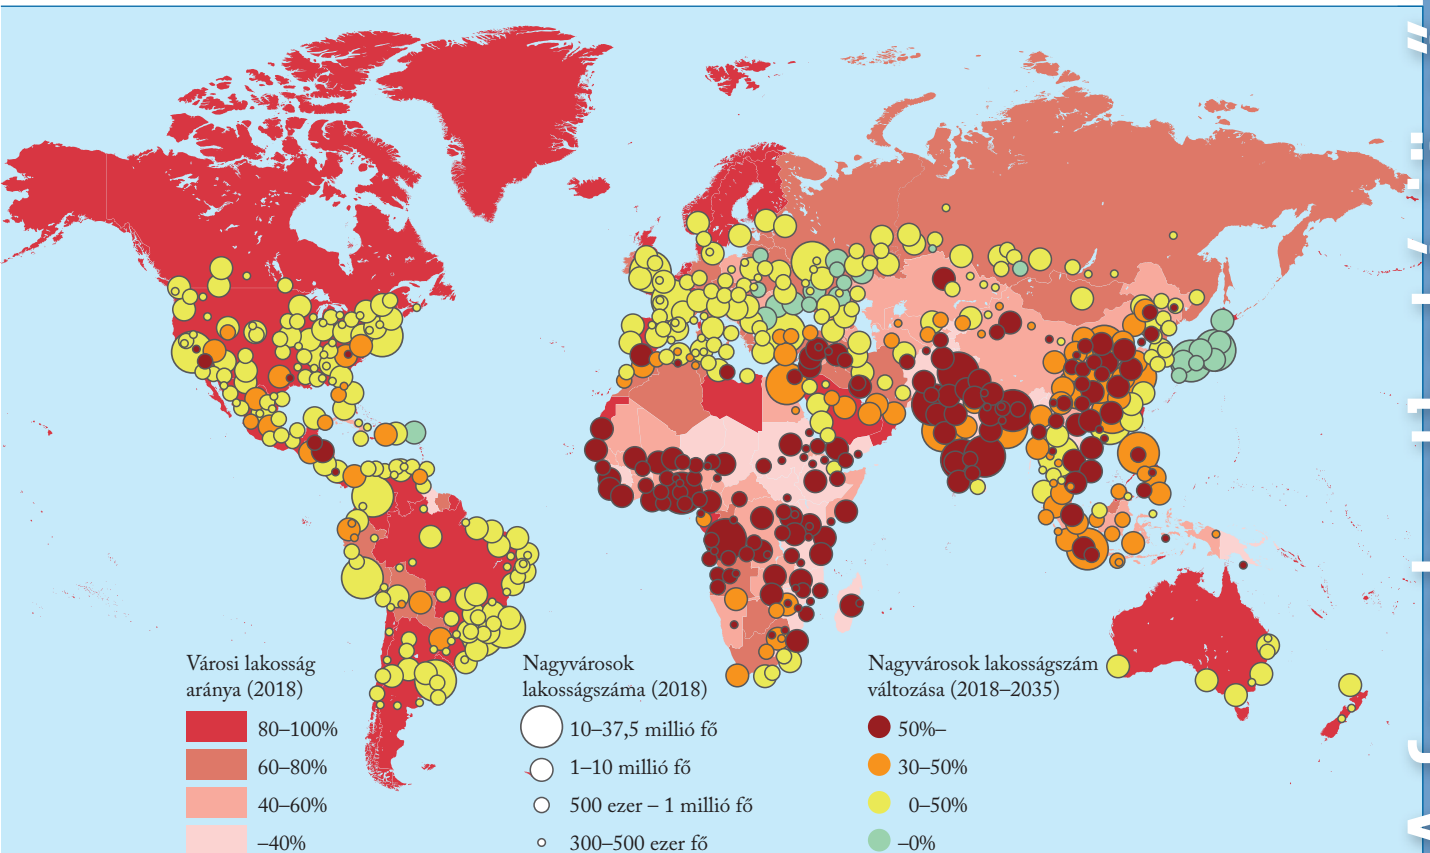 Városi lakosság
aránya (2018)
80–100%
60–80%
40–60%
–40%
Nagyvárosok
lakosságszáma (2018)
10–37,5 millió fő
1–10 millió fő
500 ezer – 1 millió fő
300–500 ezer fő
Nagyvárosok lakosságszám
változása (2018–2035)
50%–
30–50%
0–50%
–0%